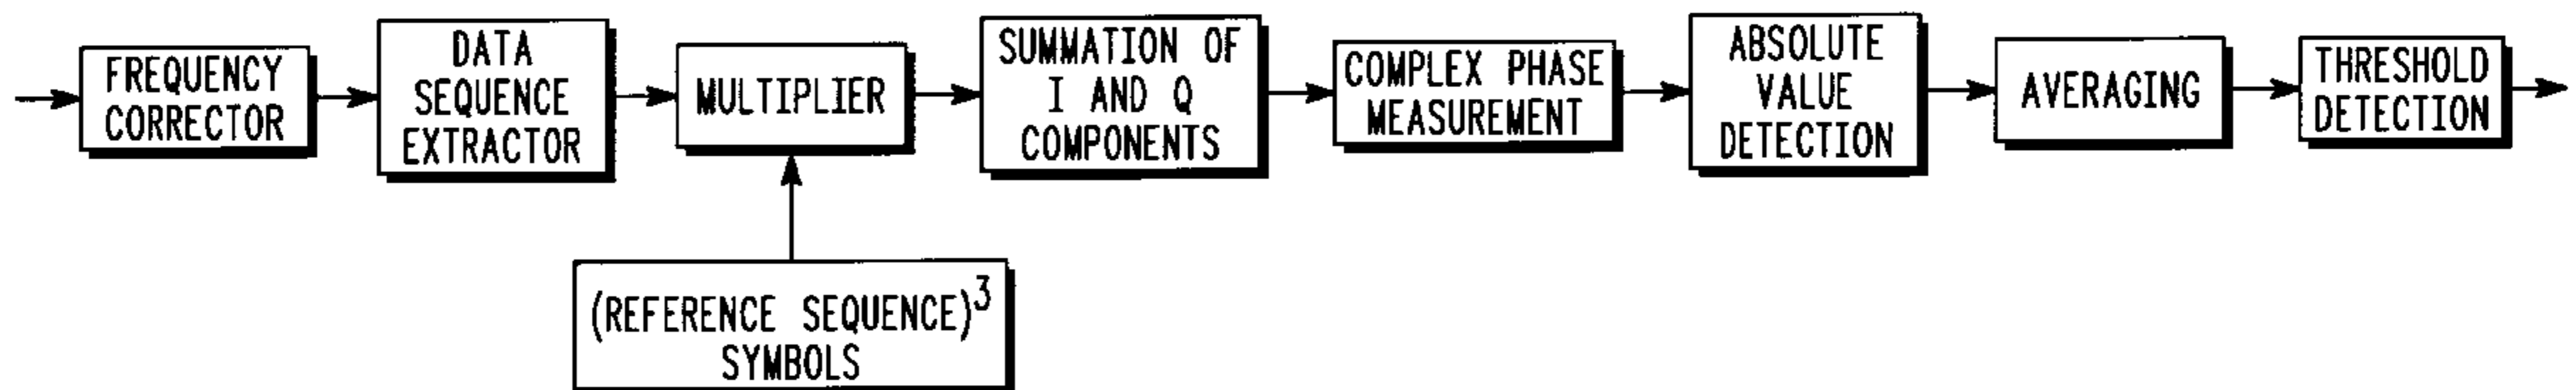 FREQUENCY
CORRECTOR
DATA
SEQUENCE
EXTRACTOR
MULTIPLIER
(REFERENCE SEQUENCE)³
SYMBOLS
SUMMATION OF
I AND Q
COMPONENTS
COMPLEX PHASE
MEASUREMENT
ABSOLUTE
VALUE
DETECTION
AVERAGING
THRESHOLD
DETECTION